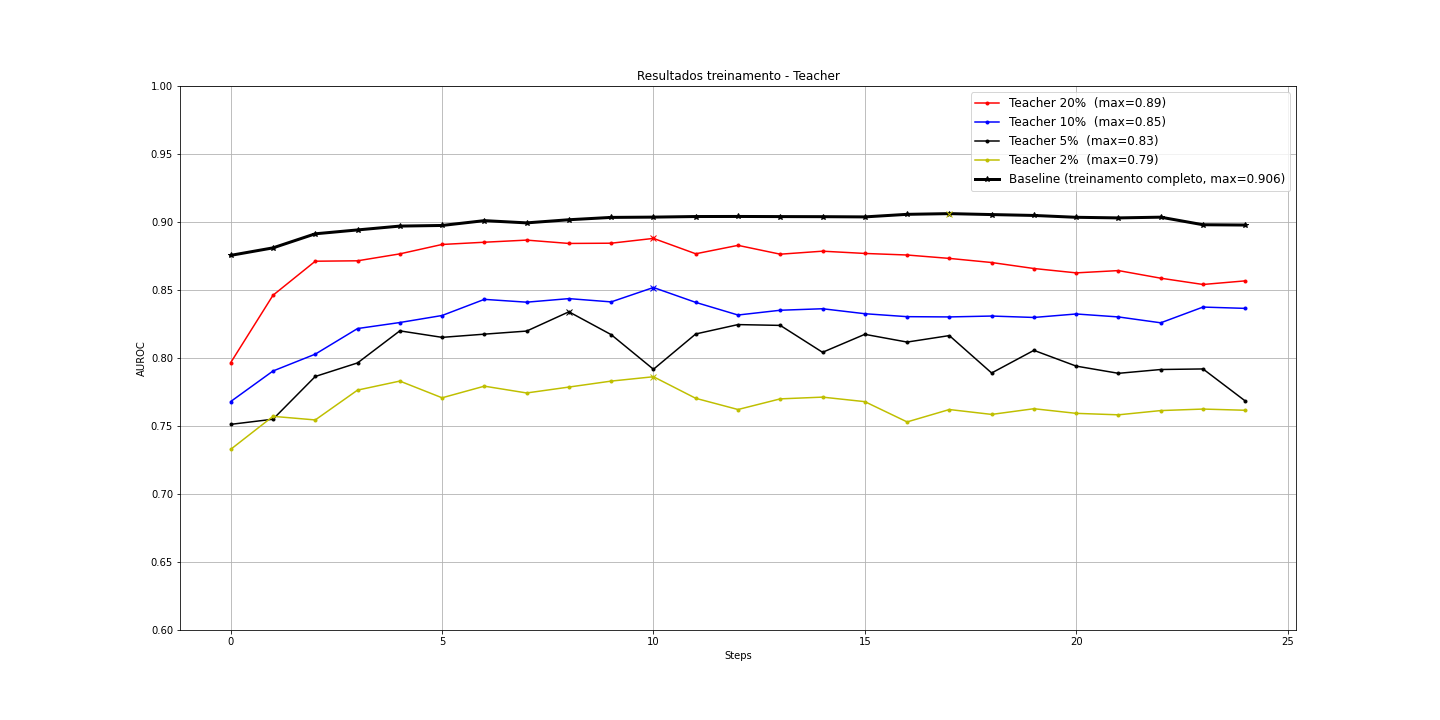 Resultados treinamento - Teacher
1.00
0.95
0.90
0.85
0.80
0.75
0.70
0.65
0.60
AUROC
Teacher 20%  (max=0.89)
Teacher 10%  (max=0.85)
Teacher 5%  (max=0.83)
Teacher 2%  (max=0.79)
Baseline (treinamento completo, max=0.906)
0 5 10 15 20 25
Steps